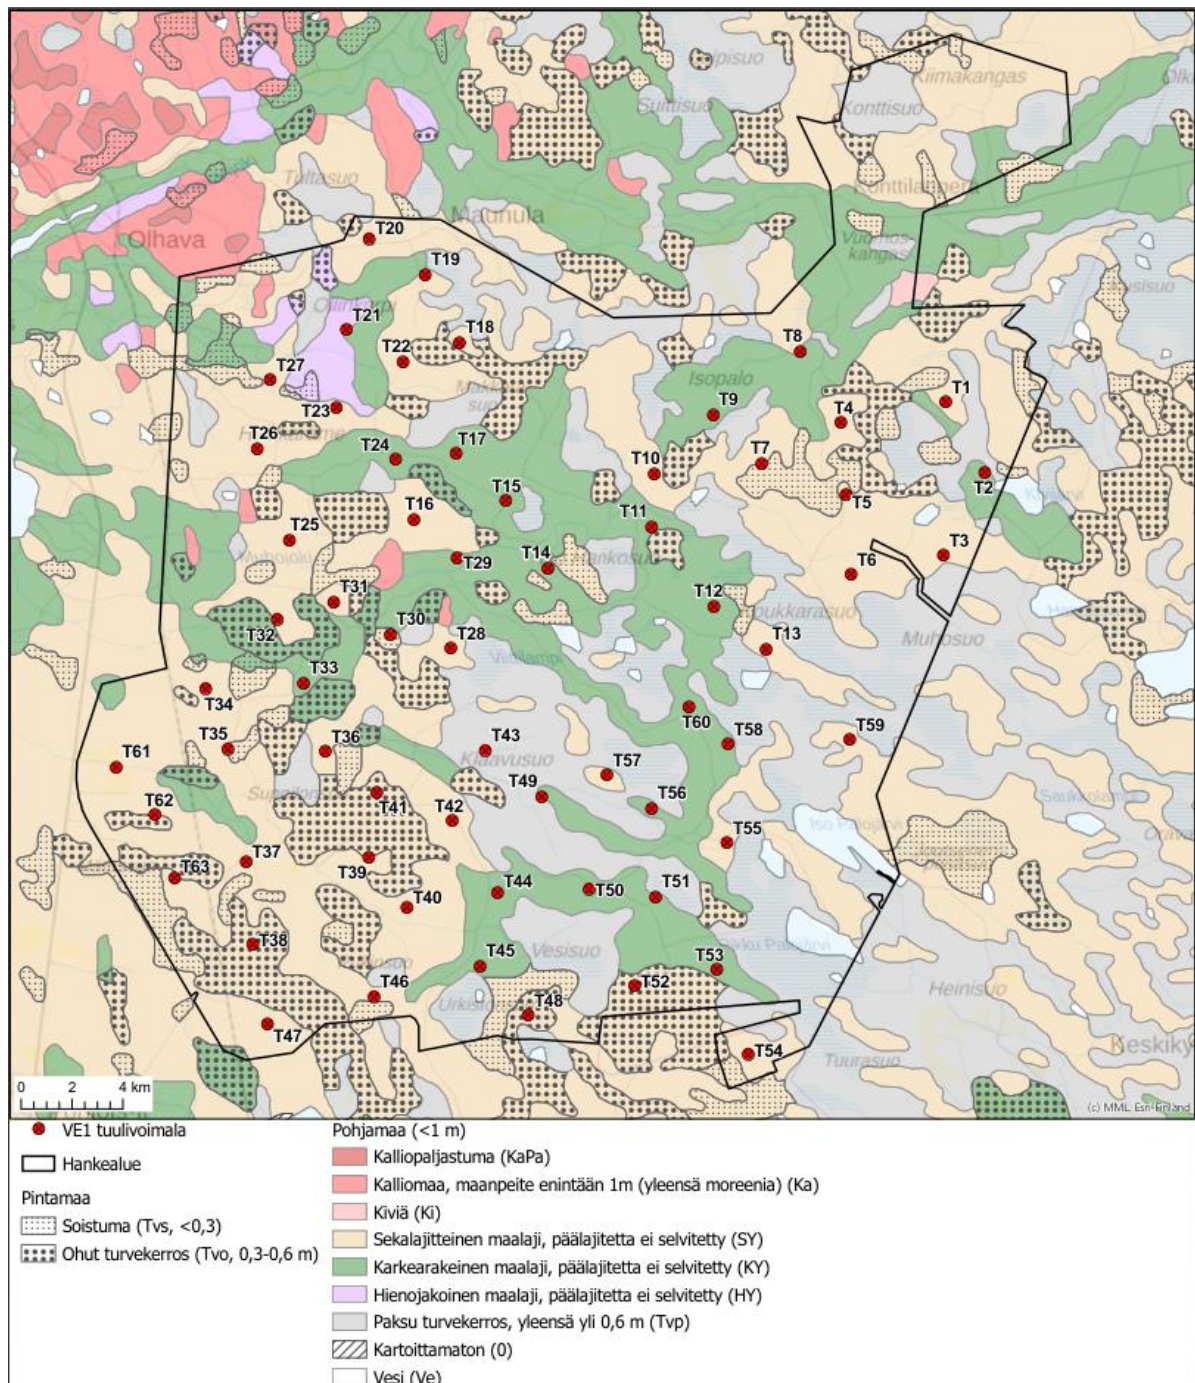 Kiimakangas
Suittisuo
Konttisuo
Tultasuo
Maunula
Olhava
T20
T19
T21
T18
T22
T8
Isopalo
T27
T1
T9
T4
T23
T26
T24
T17
T7
T10
T2
T15
T5
T16
T11
T25
T3
T29
T14
T6
T31
T12
T32
T30
T28
T13
Muhosuo
T33
T34
T60
T35
T36
T43
T58
T59
Klaavusuo
T61
T57
T49
T56
T41
T62
T42
Iso Palojärvi
T55
T37
T39
T63
T44
T50
T51
T40
T38
Vesisuo
T45
T53
T46
T52
Heinisuo
T48
T47
T54
Tuurasuo
Keskiky
0 2 4 km
(c) MML, Esri Finland
VE1 tuulivoimala
Hankealue
Pintamaa
Soistuma (Tvs, <0,3)
Ohut turvekerros (Tvo, 0,3-0,6 m)
Pohjamaa (<1 m)
Kalliopaljastuma (KaPa)
Kalliomaa, maanpeite enintään 1m (yleensä moreenia) (Ka)
Kiviä (Ki)
Sekalajitteinen maalaji, päälajitetta ei selvitetty (SY)
Karkearakeinen maalaji, päälajitetta ei selvitetty (KY)
Hienojakoinen maalaji, päälajitetta ei selvitetty (HY)
Paksu turvekerros, yleensä yli 0,6 m (Tvp)
Kartoittamaton (0)
Vesi (Ve)